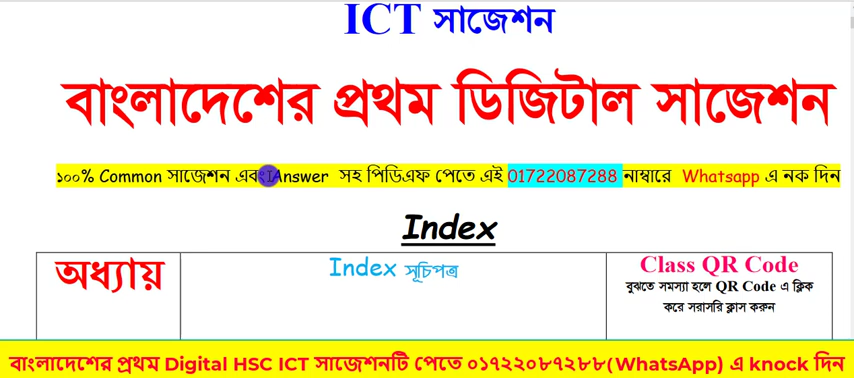 ICT সাজেশন
বাংলাদেশের প্রথম ডিজিটাল সাজেশন
১০০% Common সাজেশন এবং Answer সহ পিডিএফ পেতে এই 01722087288 নাম্বারে Whatsapp এ নক দিন
Index
অধ্যায়
Index সূচিপত্র
Class QR Code
বুঝতে সমস্যা হলে QR Code এ ক্লিক
করে সরাসরি ক্লাস করুন
বাংলাদেশের প্রথম Digital HSC ICT সাজেশনটি পেতে ০১৭২২০৮৭২৮৮(WhatsApp) এ knock দিন